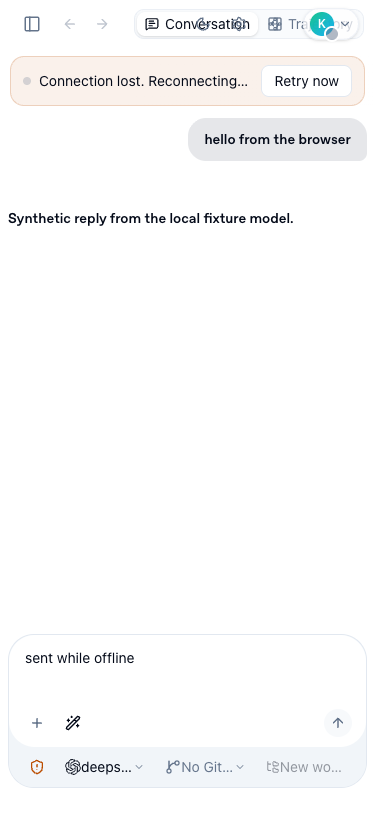 Conversation
K
Connection lost. Reconnecting...
Retry now
hello from the browser
Synthetic reply from the local fixture model.
sent while offline
deeps...
No Git...
New wo...